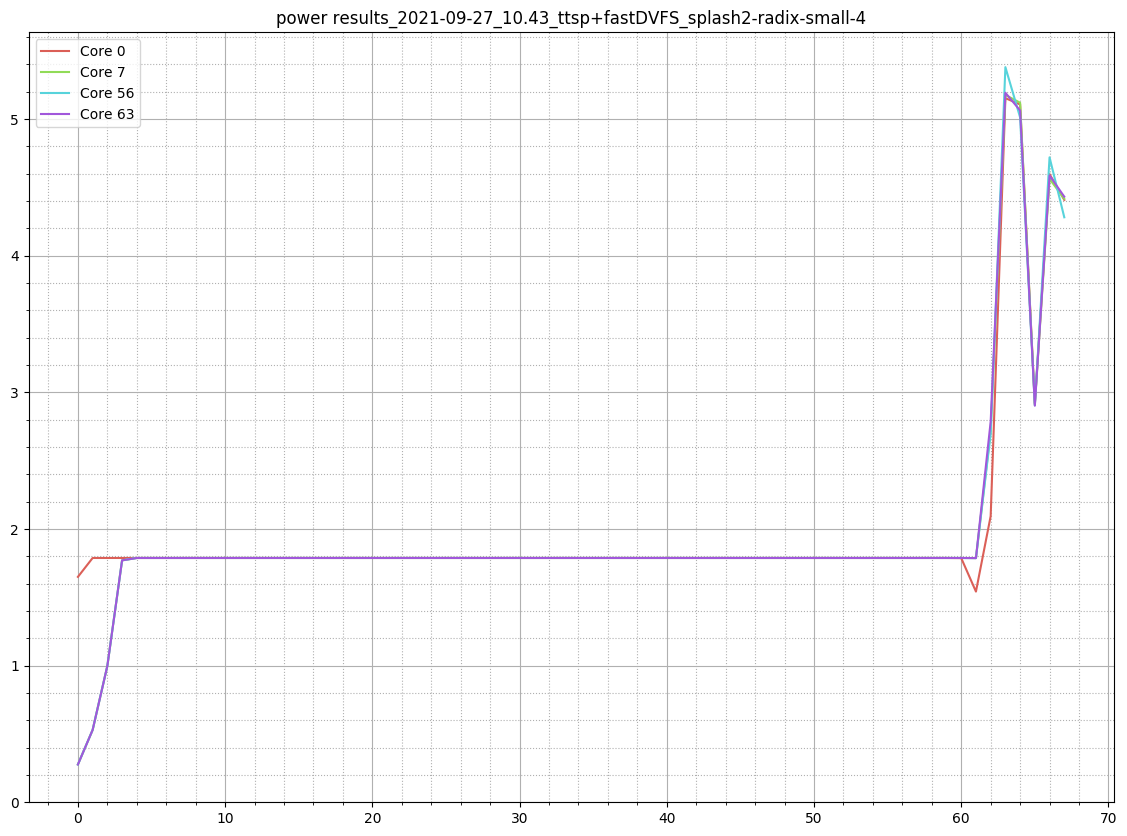 power results_2021-09-27_10.43_ttsp+fastDVFS_splash2-radix-small-4
Core 0
Core 7
Core 56
Core 63
5
4
3
2
1
0
0 10 20 30 40 50 60 70